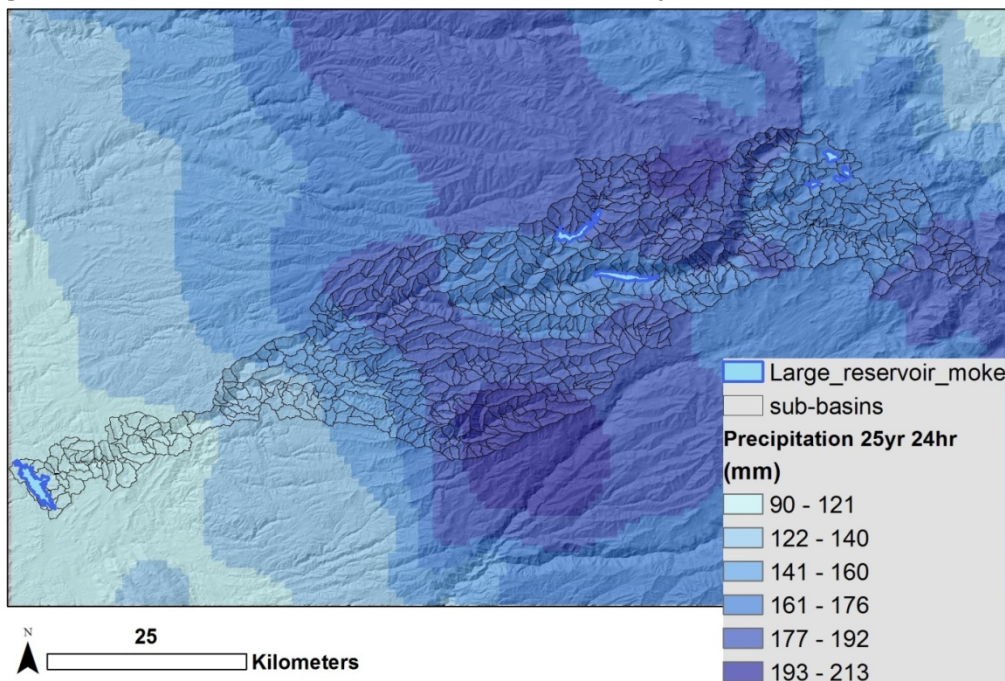 Large_reservoir_moke
sub-basins
Precipitation 25yr 24hr
(mm)
90 - 121
122 - 140
141 - 160
161 - 176
177 - 192
193 - 213
N
25
Kilometers